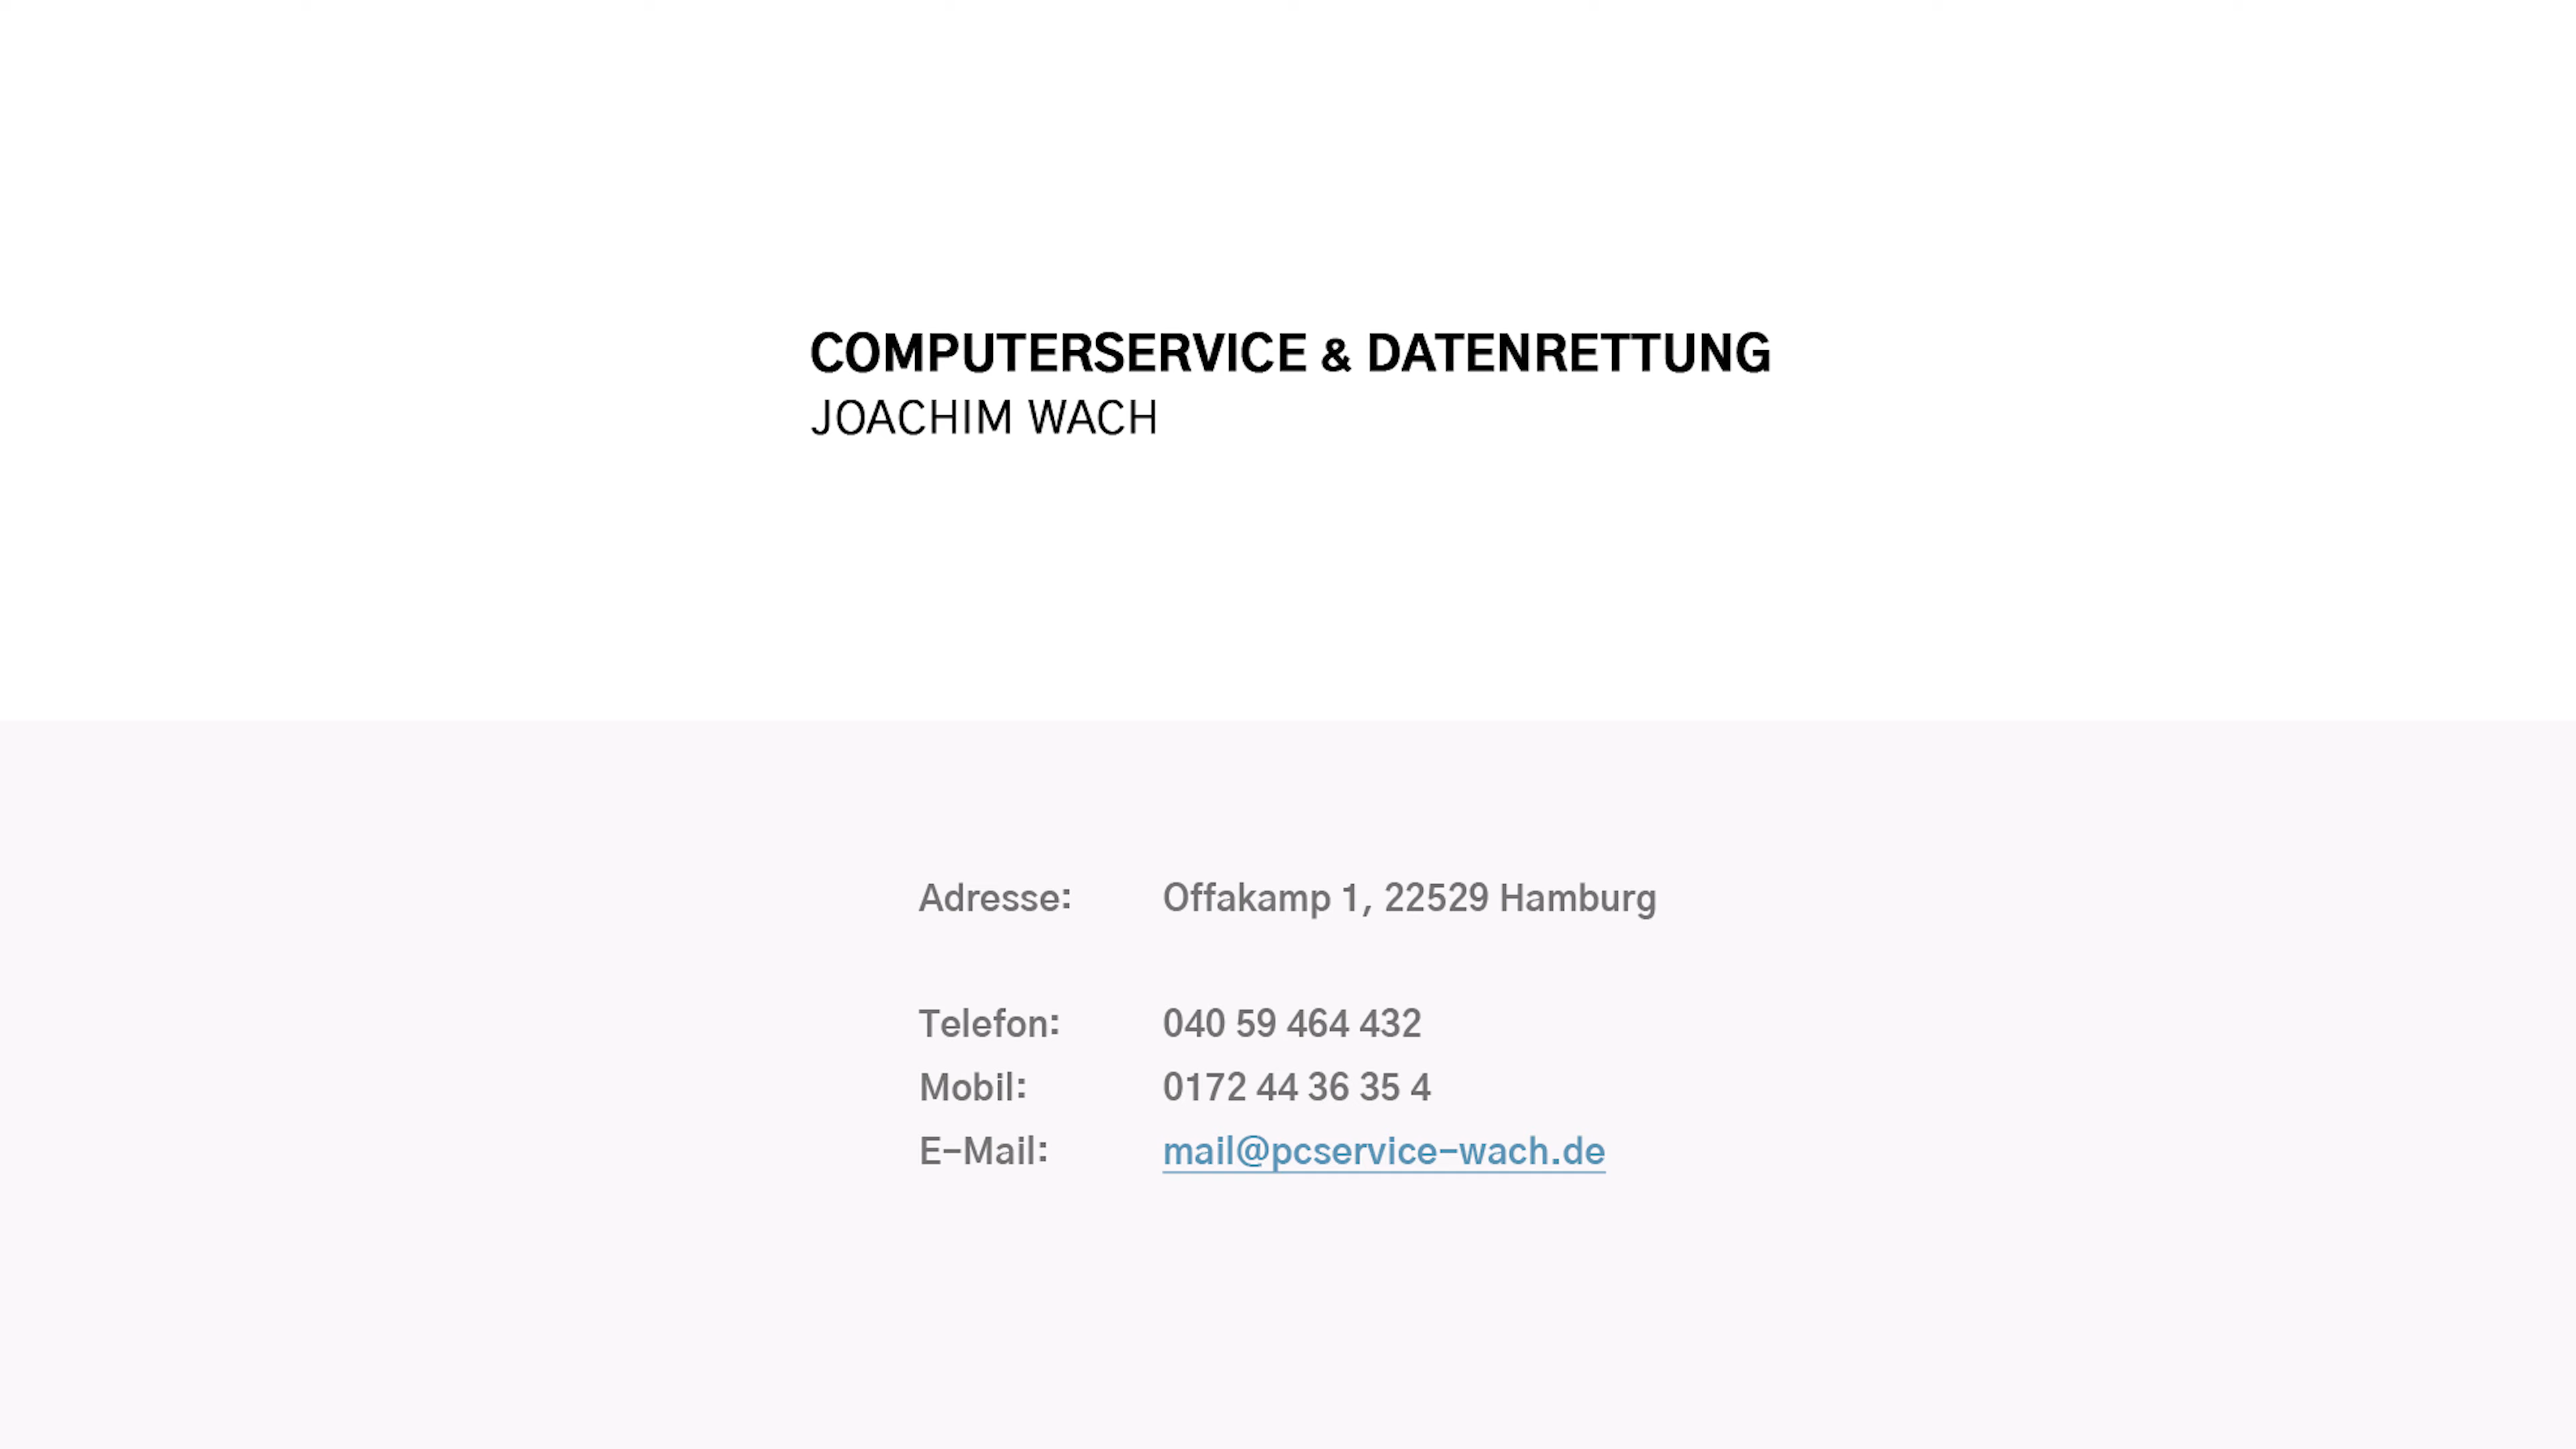 COMPUTERSERVICE & DATENRETTUNG
JOACHIM WACH
Adresse: Offakamp 1, 22529 Hamburg
Telefon: 040 59 464 432
Mobil: 0172 44 36 35 4
E-Mail: mail@pcservice-wach.de